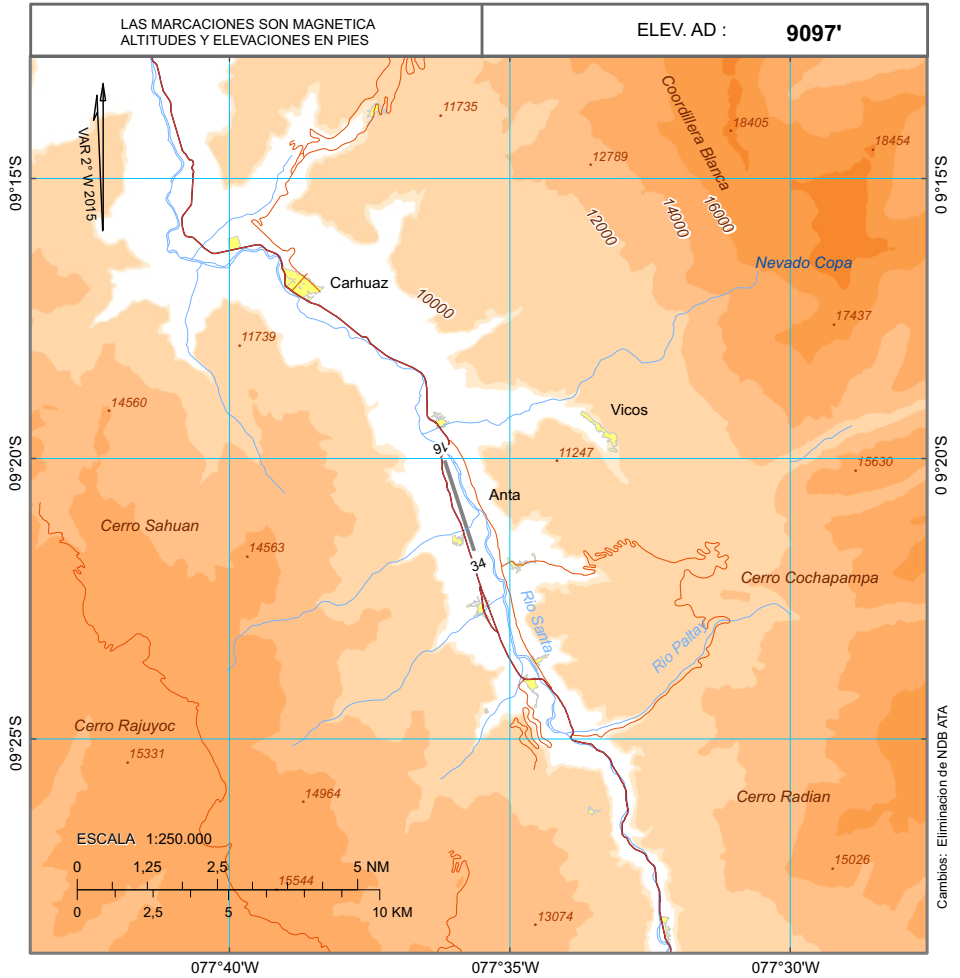 LAS MARCACIONES SON MAGNETICA
ALTITUDES Y ELEVACIONES EN PIES
ELEV. AD : 9097'
VAR 2° W 2015
11735
Coordillera Blanca
18405
18454
12789
09°15'S
0 9°15'S
12000
14000
16000
Nevado Copa
Carhuaz
10000
17437
11739
14560
Vicos
16
11247
09°20'S
0 9°20'S
15630
Anta
Cerro Sahuan
14563
34
Cerro Cochapampa
Rio Santa
Rio Paltay
Cerro Rajuyoc
09°25'S
15331
14964
Cerro Radian
ESCALA 1:250.000
0 1,25 2,5 5 NM
15544
0 2,5 5 10 KM
15026
13074
Cambios: Eliminacion de NDB ATA
077°40'W
077°35'W
077°30'W